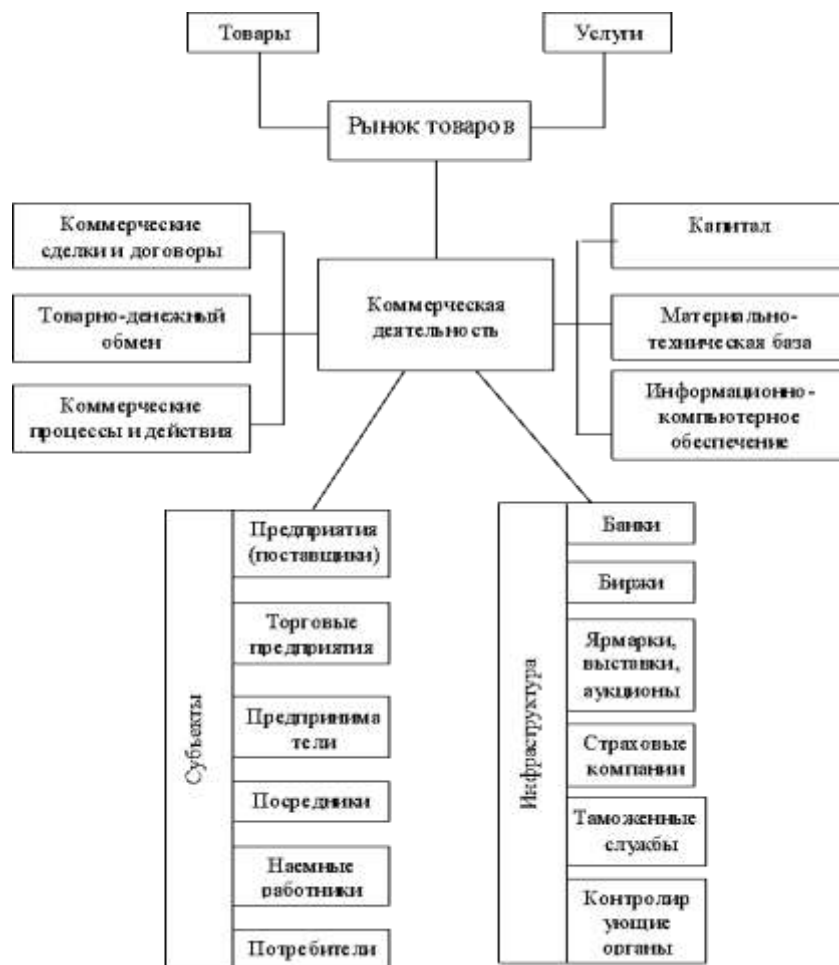 Товары
Услуги
Рынок товаров
Коммерческие
сделки и договоры
Товарно-денежный
обмен
Коммерческие
процессы и действия
Коммерческая
деятельность
Капитал
Материально-
техническая база
Информационно-
компьютерное
обеспечение
Субъекты
Предприятия
(поставщики)
Торговые
предприятия
Предпринима
тели
Посредники
Наемные
работники
Потребители
Инфраструктура
Банки
Биржи
Ярмарки,
выставки,
аукционы
Страховые
компании
Таможенные
службы
Контролир
ующие
органы